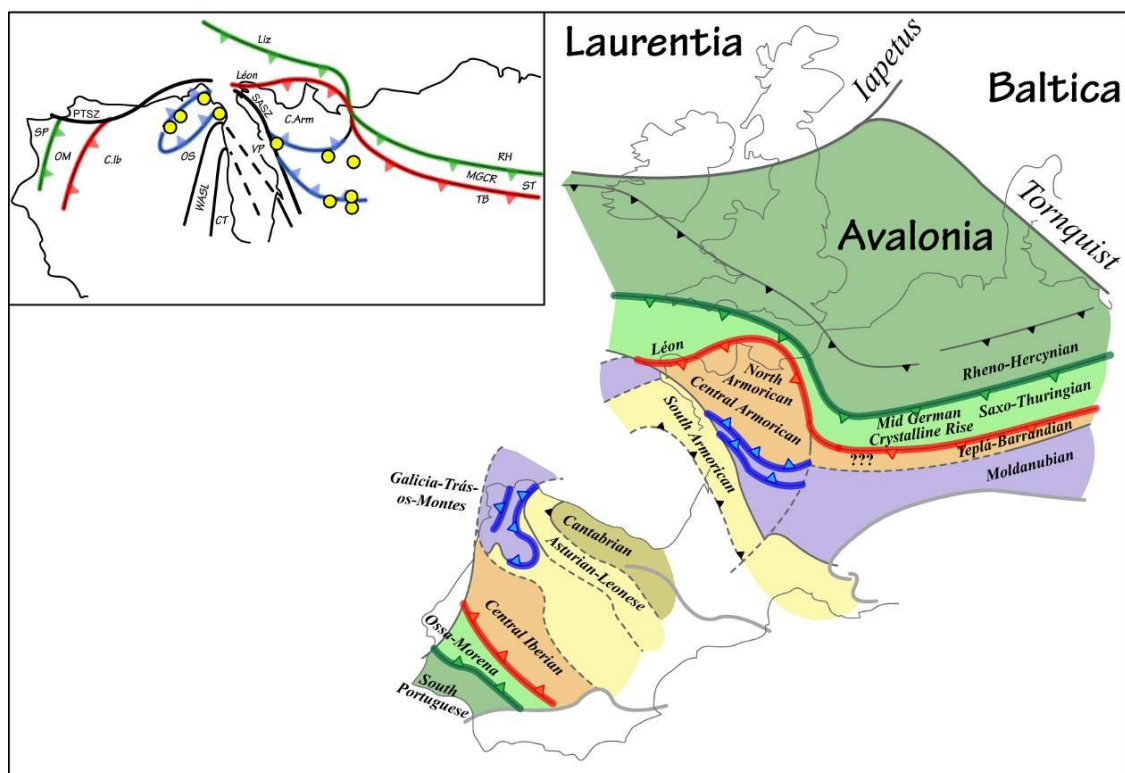 Liz
Léon
PTSZ
SASZ
C.Arm
SP
OM
C.Ib
OS
VP
WASL
CT
RH
MGCR
ST
TB
Laurentia
Iapetus
Baltica
Tornquist
Avalonia
Rheno-Hercynian
Léon
North
Armorican
Central Armorican
South Armorican
Mid German
Crystalline Rise
Saxo-Thuringian
???
Teplá-Barrandian
Moldanubian
Galicia-Trás-
os-Montes
Cantabrian
Asturian-Leonese
Central Iberian
Ossa-Morena
South
Portuguese